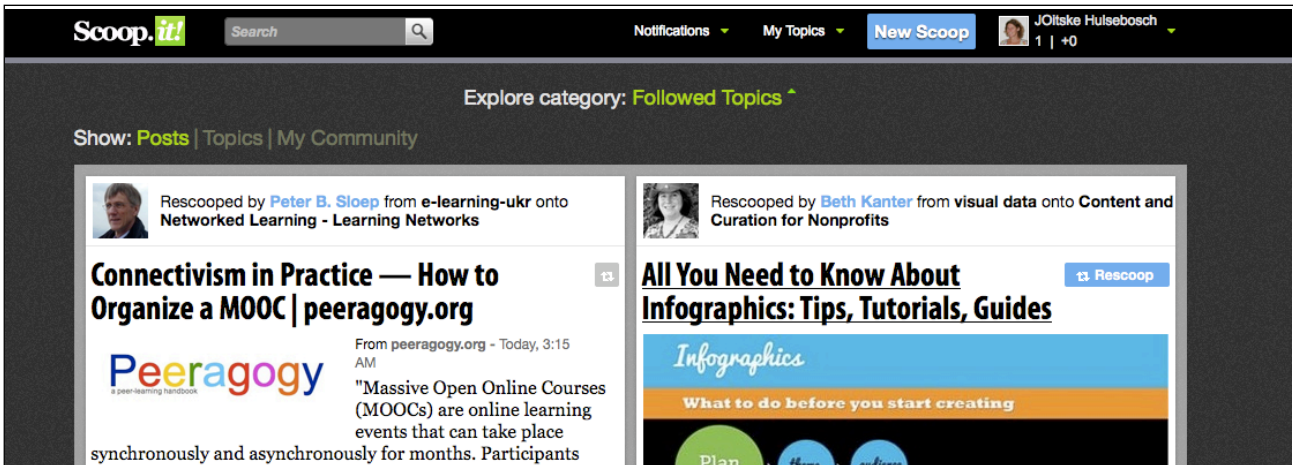 Scoop.it!
Search
Notifications
My Topics
New Scoop
JOitske Hulsebosch
1 | +0
Explore category: Followed Topics
Show: Posts | Topics | My Community
Rescooped by Peter B. Sloep from e-learning-ukr onto
Networked Learning - Learning Networks
Connectivism in Practice — How to
Organize a MOOC | peeragogy.org
Peeragogy
a peer-learning handbook
From peeragogy.org - Today, 3:15
AM
"Massive Open Online Courses
(MOOCs) are online learning
events that can take place
synchronously and asynchronously for months. Participants
Rescooped by Beth Kanter from visual data onto Content and
Curation for Nonprofits
All You Need to Know About
Infographics: Tips, Tutorials, Guides
Rescoop
Infographics
What to do before you start creating
Plan
theme
audience